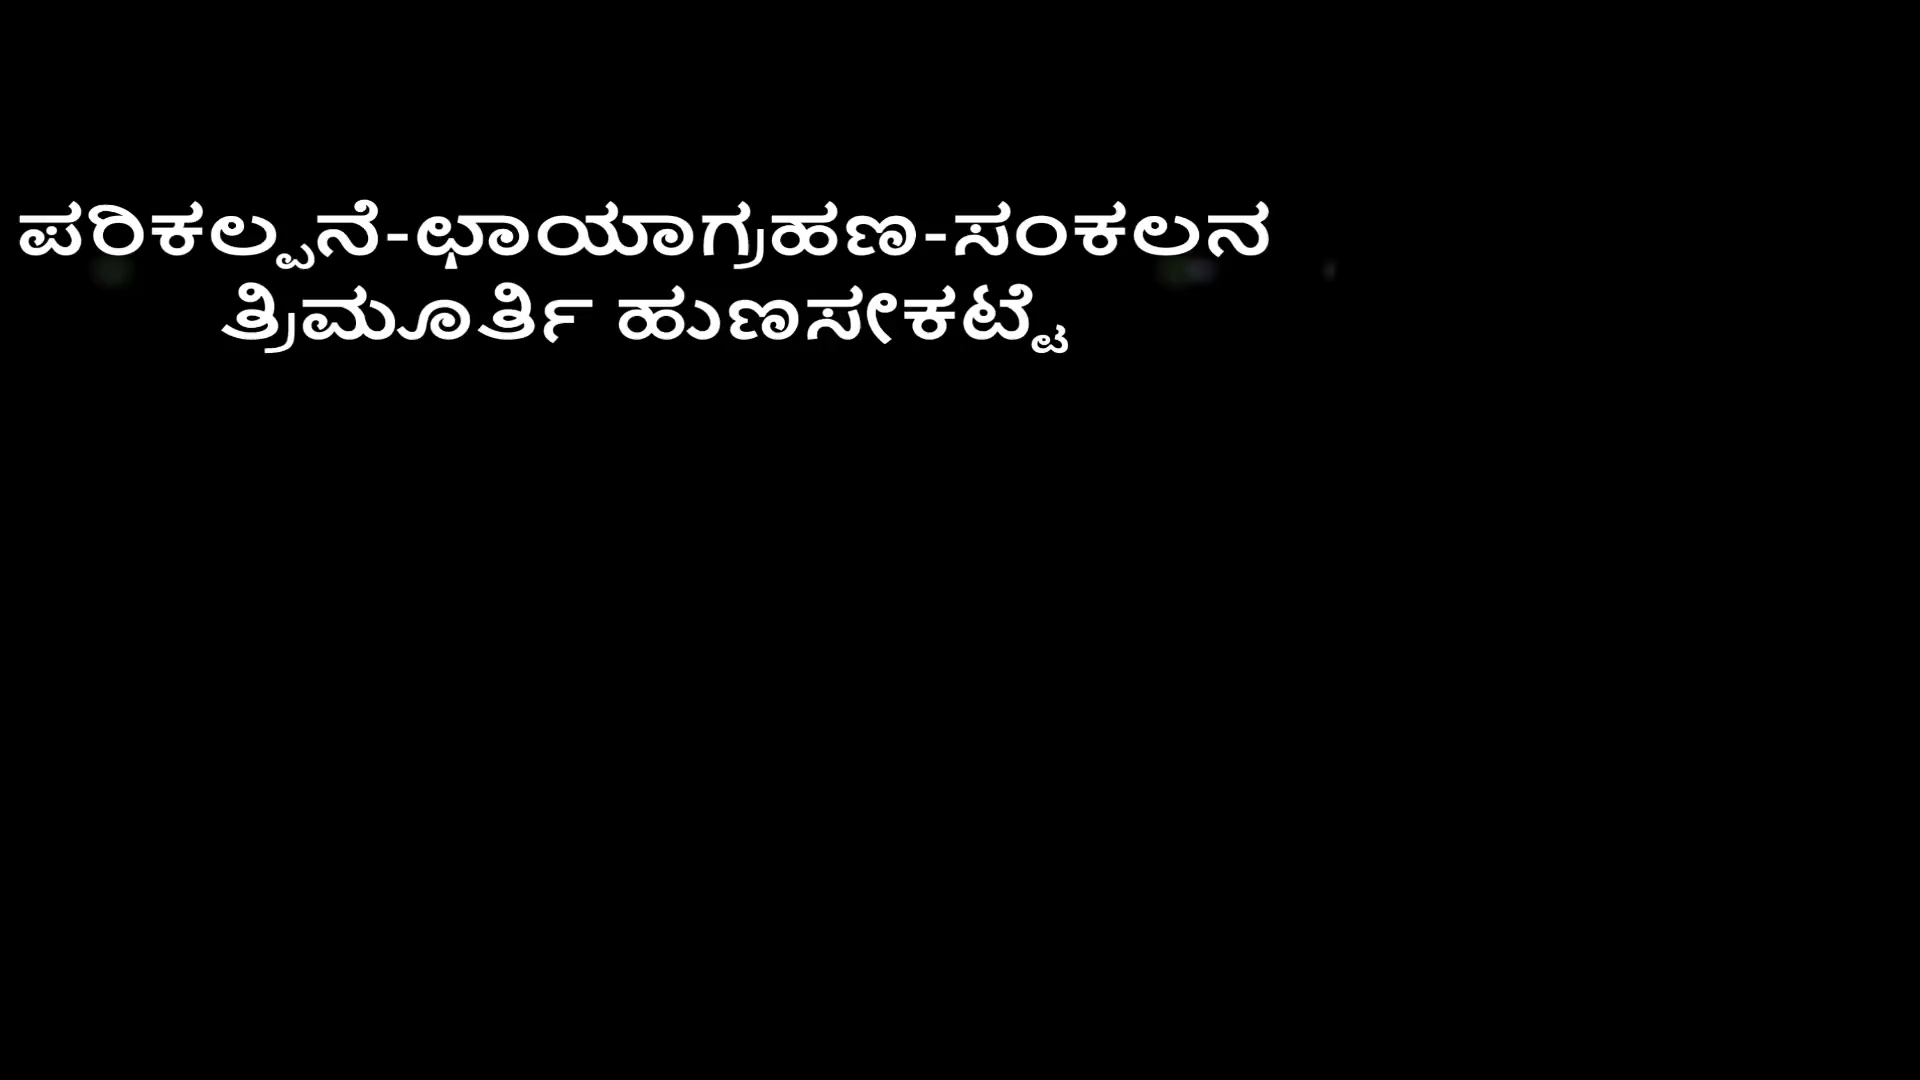 ಪರಿಕಲ್ಪನೆ-ಛಾಯಾಗ್ರಹಣ-ಸಂಕಲನ
ತ್ರಿಮೂರ್ತಿ ಹುಣಸೇಕಟ್ಟೆ